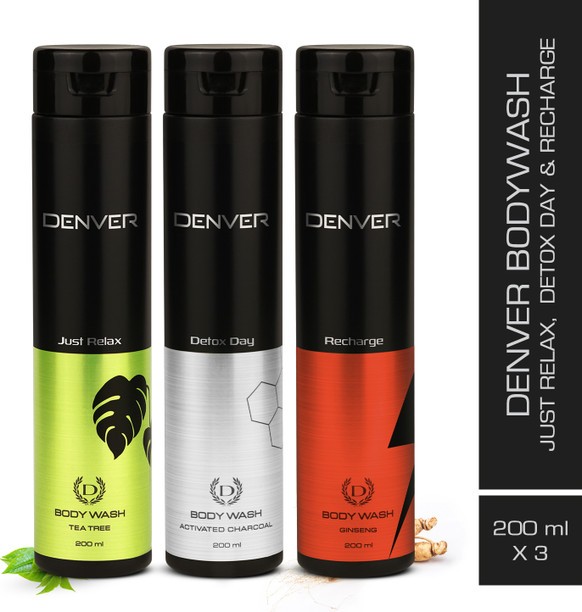 DENVER
Just Relax
D
BODY WASH
TEA TREE
200 ml
DENVER
Detox Day
D
BODY WASH
ACTIVATED CHARCOAL
200 ml
DENVER
Recharge
D
BODY WASH
GINSENG
200 ml
DENVER BODYWASH
JUST RELAX, DETOX DAY & RECHARGE
200 ml
X 3